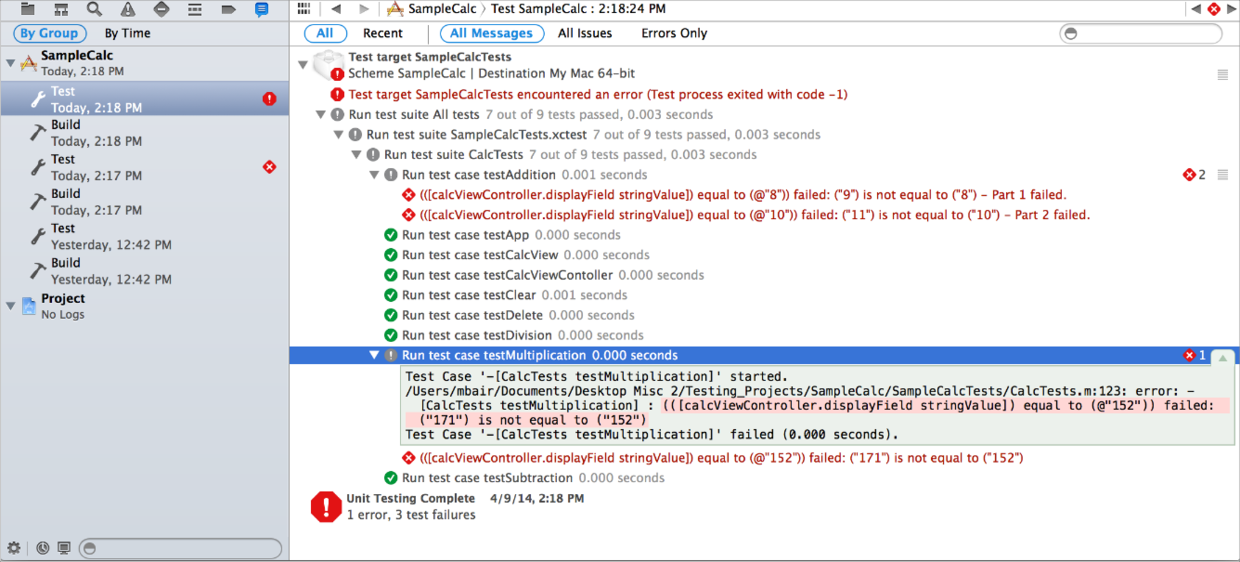 SampleCalc 〉 Test SampleCalc : 2:18:24 PM
By Group By Time
All Recent All Messages All Issues Errors Only
SampleCalc
Today, 2:18 PM
Test
Today, 2:18 PM
Build
Today, 2:18 PM
Test
Today, 2:17 PM
Build
Today, 2:17 PM
Test
Yesterday, 12:42 PM
Build
Yesterday, 12:42 PM
Project
No Logs
Test target SampleCalcTests
Scheme SampleCalc | Destination My Mac 64-bit
Test target SampleCalcTests encountered an error (Test process exited with code -1)
Run test suite All tests 7 out of 9 tests passed, 0.003 seconds
Run test suite SampleCalcTests.xctest 7 out of 9 tests passed, 0.003 seconds
Run test suite CalcTests 7 out of 9 tests passed, 0.003 seconds
Run test case testAddition 0.001 seconds 2
(([calcViewController.displayField stringValue]) equal to (@"8")) failed: ("9") is not equal to ("8") - Part 1 failed.
(([calcViewController.displayField stringValue]) equal to (@"10")) failed: ("11") is not equal to ("10") - Part 2 failed.
Run test case testApp 0.000 seconds
Run test case testCalcView 0.000 seconds
Run test case testCalcViewContoller 0.000 seconds
Run test case testClear 0.001 seconds
Run test case testDelete 0.000 seconds
Run test case testDivision 0.000 seconds
Run test case testMultiplication 0.000 seconds 1
Test Case '-[CalcTests testMultiplication]' started.
/Users/mbair/Documents/Desktop Misc 2/Testing_Projects/SampleCalc/SampleCalcTests/CalcTests.m:123: error: -
[CalcTests testMultiplication] : (([calcViewController.displayField stringValue]) equal to (@"152")) failed:
("171") is not equal to ("152")
Test Case '-[CalcTests testMultiplication]' failed (0.000 seconds).
(([calcViewController.displayField stringValue]) equal to (@"152")) failed: ("171") is not equal to ("152")
Run test case testSubtraction 0.000 seconds
Unit Testing Complete 4/9/14, 2:18 PM
1 error, 3 test failures